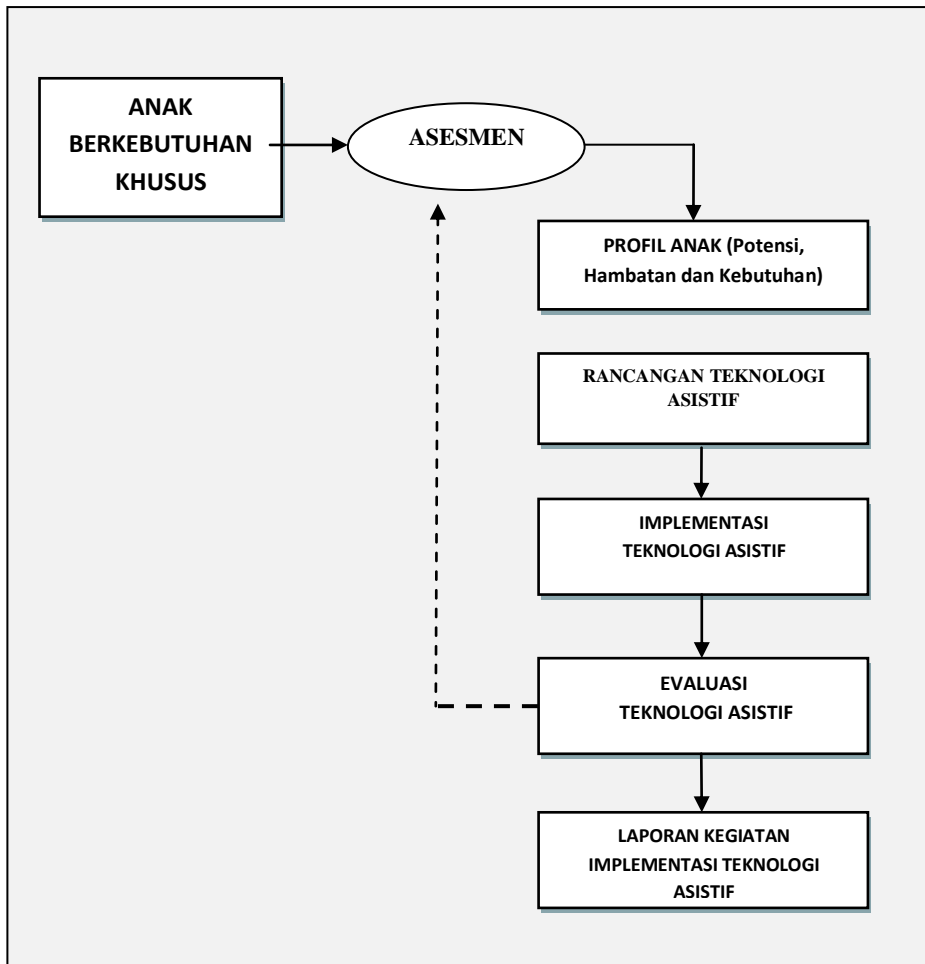 ANAK
BERKEBUTUHAN
KHUSUS
ASESMEN
PROFIL ANAK (Potensi,
Hambatan dan Kebutuhan)
RANCANGAN TEKNOLOGI
ASISTIF
IMPLEMENTASI
TEKNOLOGI ASISTIF
EVALUASI
TEKNOLOGI ASISTIF
LAPORAN KEGIATAN
IMPLEMENTASI TEKNOLOGI
ASISTIF